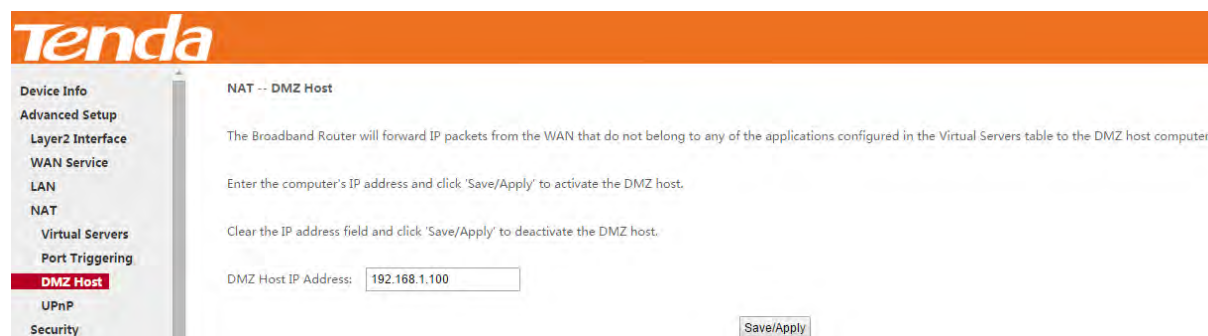 Tenda
Device Info
Advanced Setup
Layer2 Interface
WAN Service
LAN
NAT
Virtual Servers
Port Triggering
DMZ Host
UPnP
Security
NAT -- DMZ Host
The Broadband Router will forward IP packets from the WAN that do not belong to any of the applications configured in the Virtual Servers table to the DMZ host computer
Enter the computer's IP address and click 'Save/Apply' to activate the DMZ host.
Clear the IP address field and click 'Save/Apply' to deactivate the DMZ host.
DMZ Host IP Address: 192.168.1.100
Save/Apply